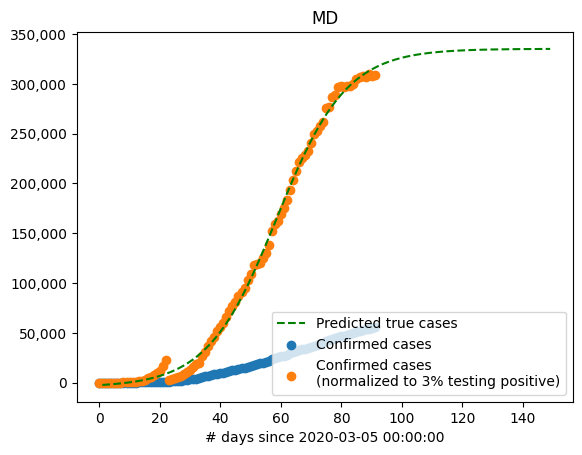 MD
350,000
300,000
250,000
200,000
150,000
100,000
50,000
0
Predicted true cases
Confirmed cases
Confirmed cases
(normalized to 3% testing positive)
0 20 40 60 80 100 120 140
# days since 2020-03-05 00:00:00